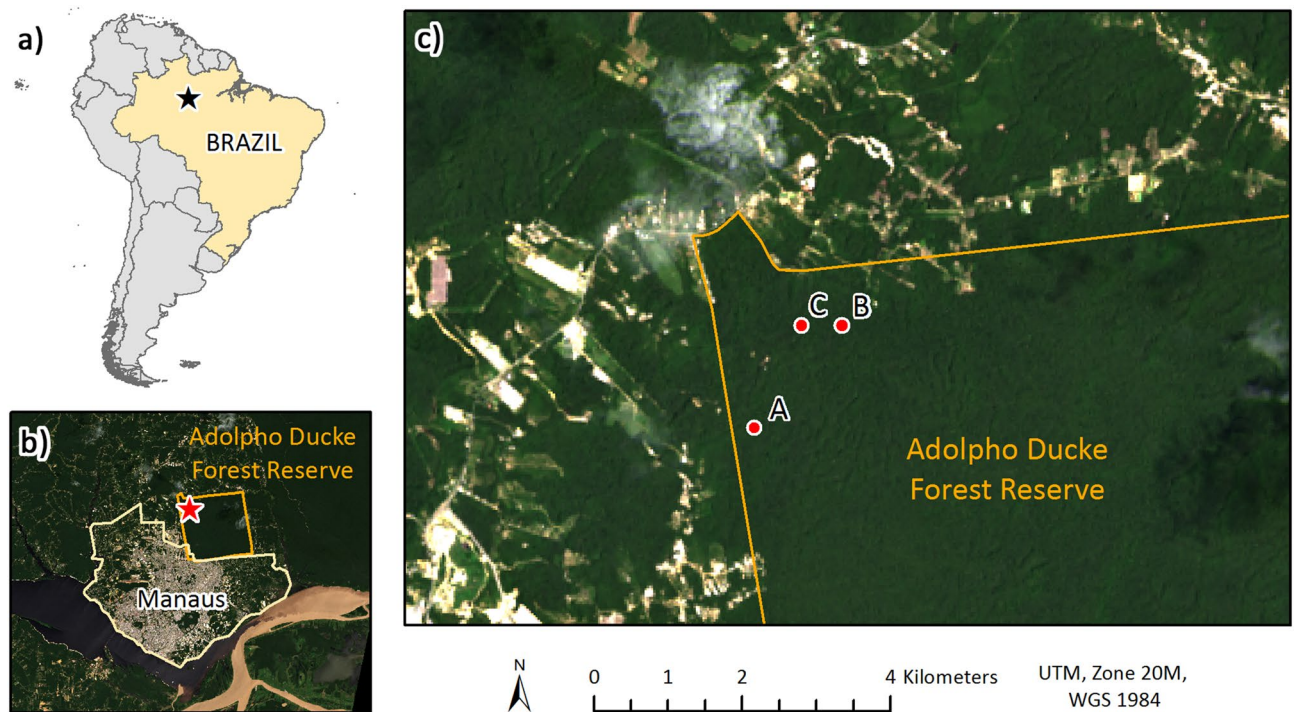 a)
BRAZIL
b)
Adolpho Ducke
Forest Reserve
Manaus
c)
C B
A
Adolpho Ducke
Forest Reserve
N
0 1 2 4 Kilometers
UTM, Zone 20M,
WGS 1984